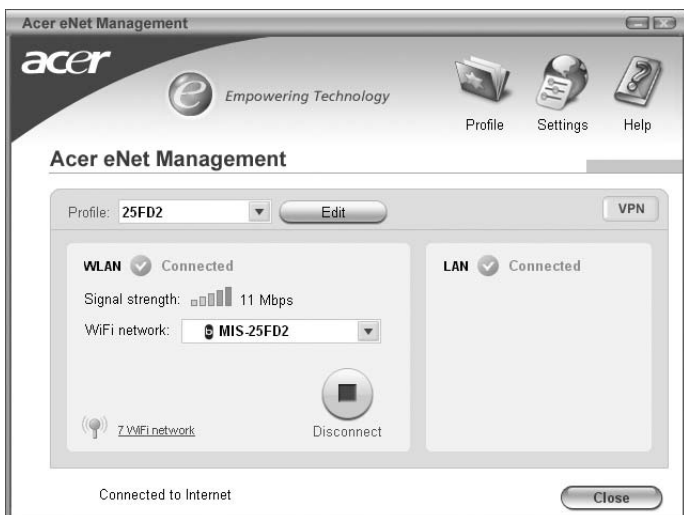 Acer eNet Management
acer
e Empowering Technology
Profile Settings Help
Acer eNet Management
Profile: 25FD2 Edit VPN
WLAN Connected
Signal strength: 11 Mbps
WiFi network: MIS-25FD2
7 WiFi network
Disconnect
LAN Connected
Connected to Internet
Close